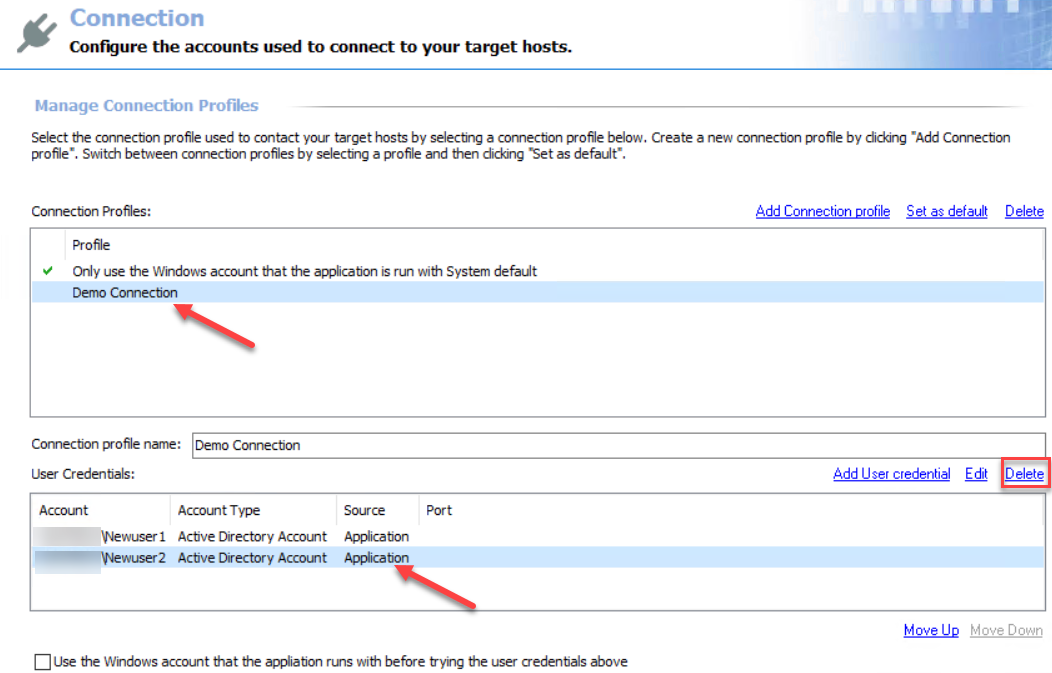 Connection
Configure the accounts used to connect to your target hosts.
Manage Connection Profiles
Select the connection profile used to contact your target hosts by selecting a connection profile below. Create a new connection profile by clicking "Add Connection
profile". Switch between connection profiles by selecting a profile and then clicking "Set as default".
Connection Profiles: Add Connection profile Set as default Delete
Profile
Only use the Windows account that the application is run with System default
Demo Connection
Connection profile name: Demo Connection
User Credentials: Add User credential Edit Delete
Account Account Type Source Port
\Newuser1 Active Directory Account Application
\Newuser2 Active Directory Account Application
Move Up Move Down
Use the Windows account that the appliation runs with before trying the user credentials above